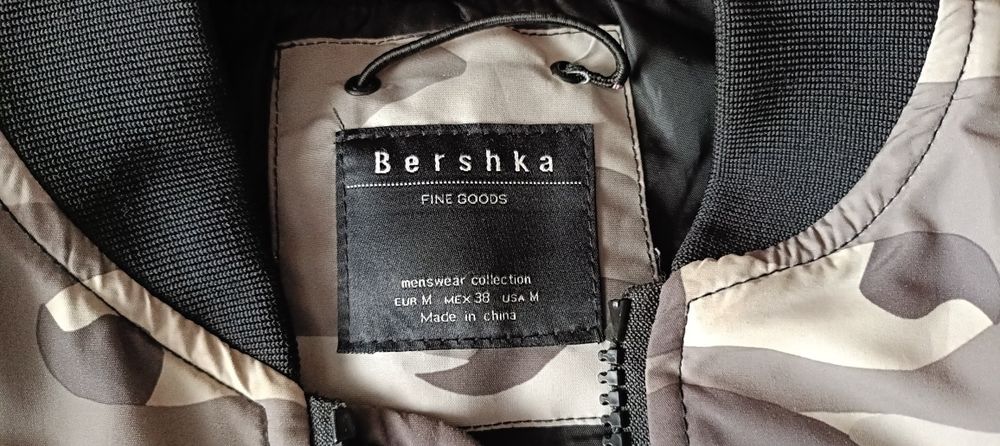 Bershka
FINE GOODS
menswear collection
EUR M MEX 38 USA M
Made in china